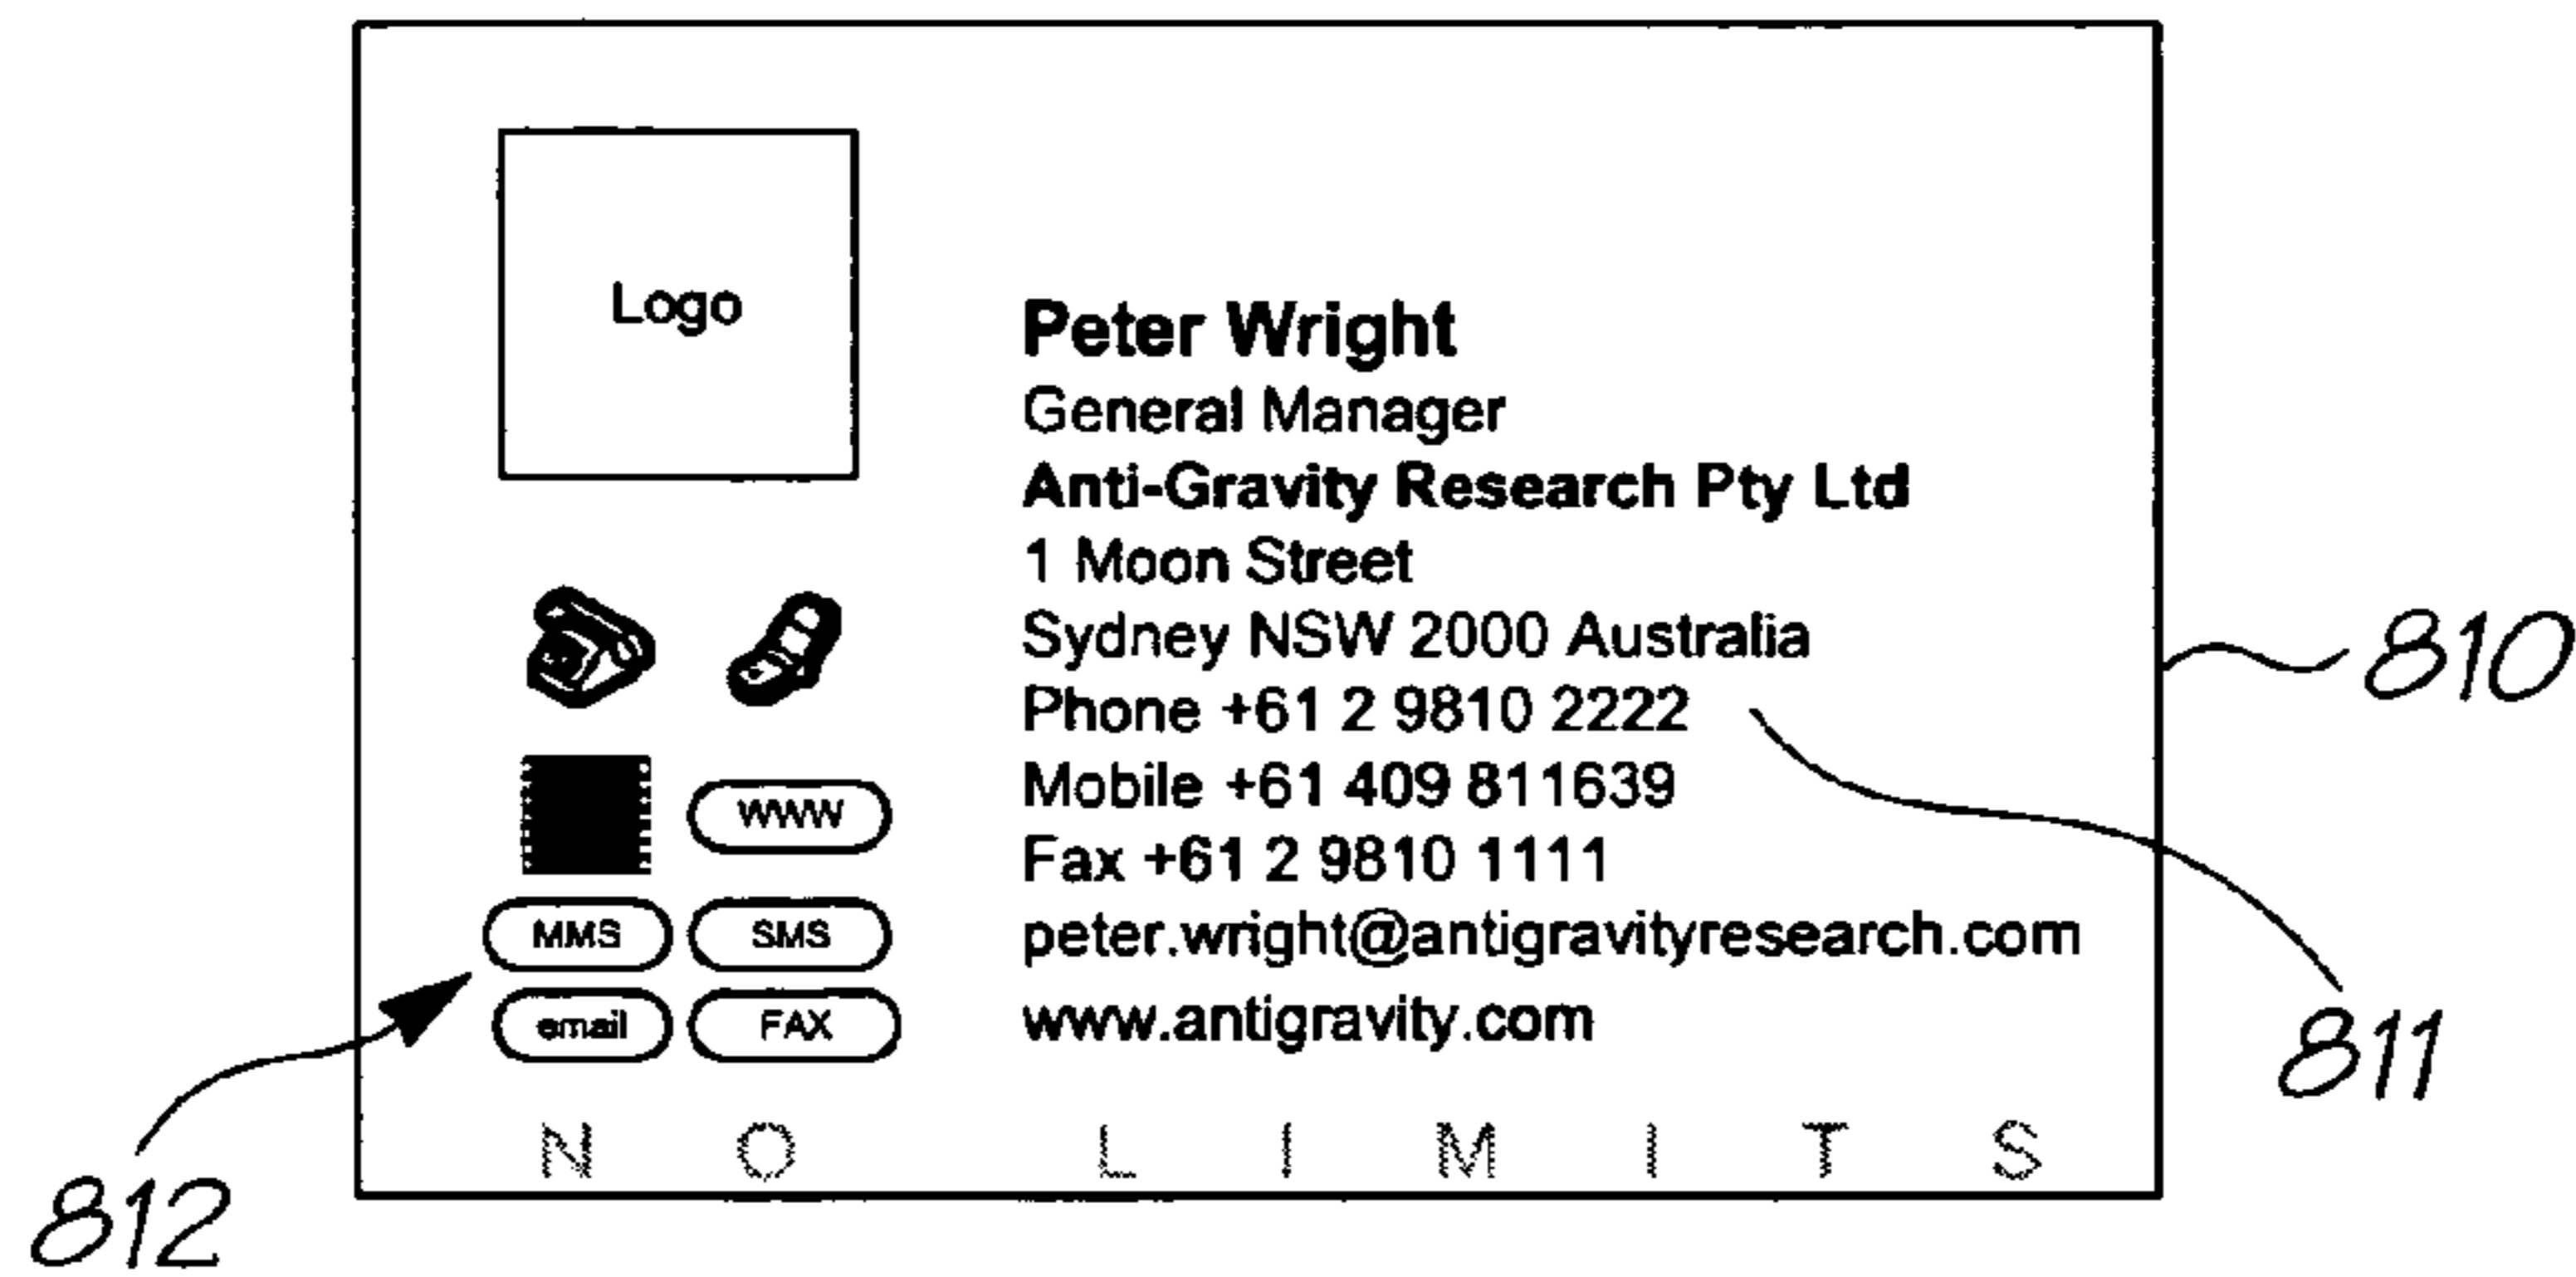 Logo
Peter Wright
General Manager
Anti-Gravity Research Pty Ltd
1 Moon Street
Sydney NSW 2000 Australia
Phone +61 2 9810 2222
Mobile +61 409 811639
Fax +61 2 9810 1111
peter.wright@antigravityresearch.com
www.antigravity.com
WWW
MMS SMS
email FAX
N O L I M I T S
810
811
812